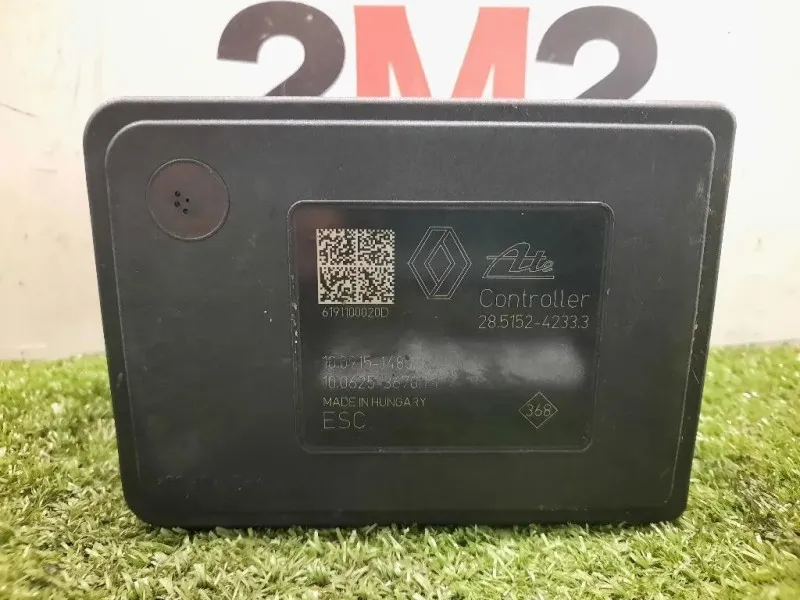 2M2
Ate
Controller
6191100020D
28.5152-4233.3
MADE IN HUNGARY
ESC
368